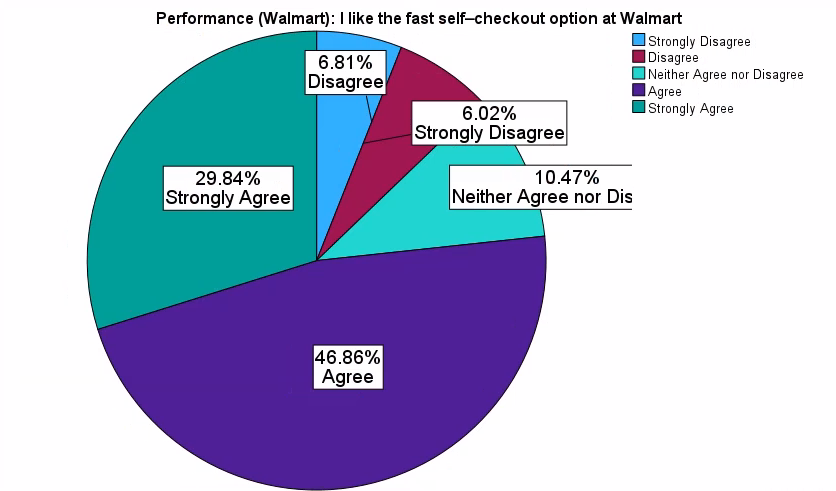 Performance (Walmart): I like the fast self–checkout option at Walmart
Strongly Disagree
Disagree
Neither Agree nor Disagree
Agree
Strongly Agree
6.81%
Disagree
6.02%
Strongly Disagree
10.47%
Neither Agree nor Dis
29.84%
Strongly Agree
46.86%
Agree